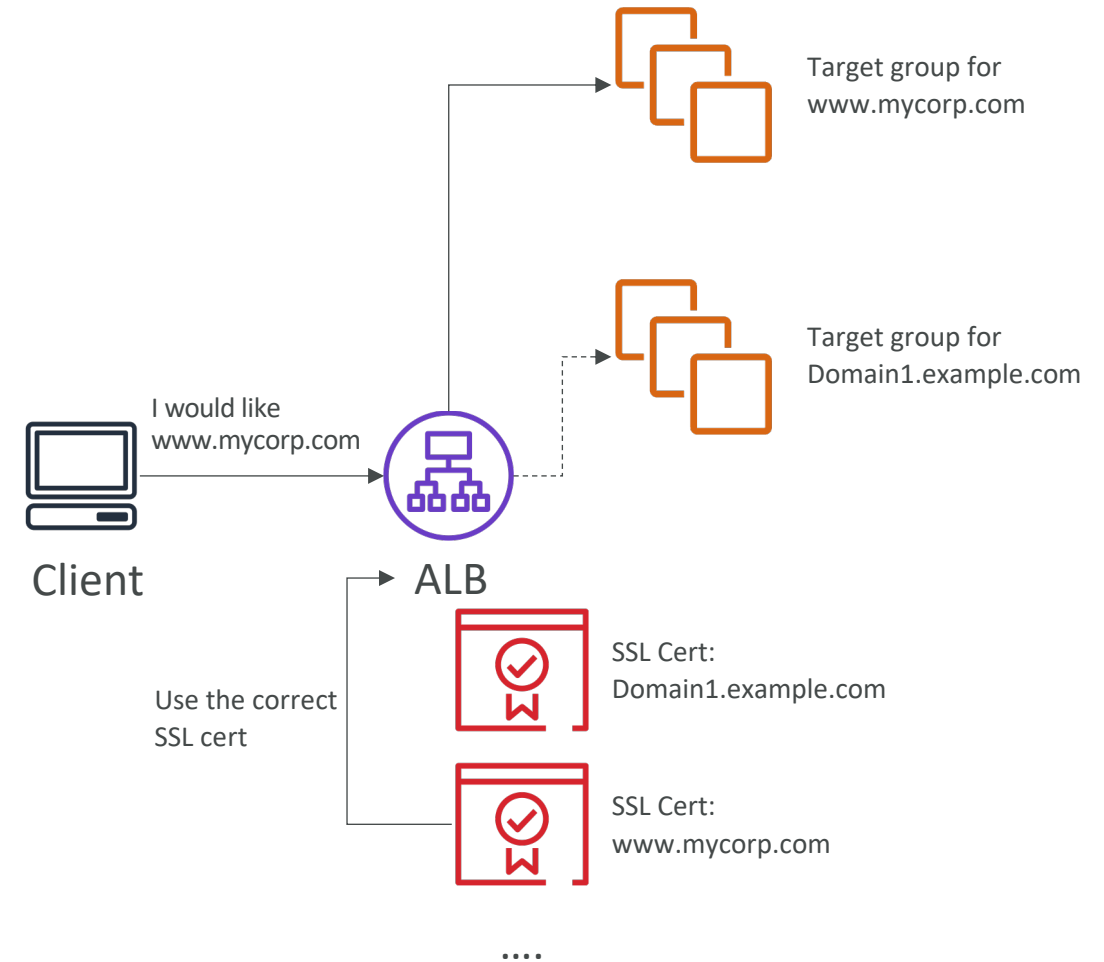 Target group for
www.mycorp.com
Target group for
Domain1.example.com
I would like
www.mycorp.com
Client
ALB
SSL Cert:
Domain1.example.com
Use the correct
SSL cert
SSL Cert:
www.mycorp.com
....